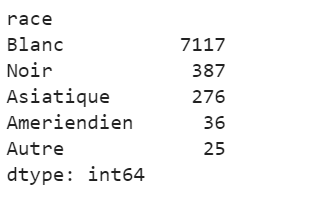 race
Blanc 7117
Noir 387
Asiatique 276
Ameriendien 36
Autre 25
dtype: int64